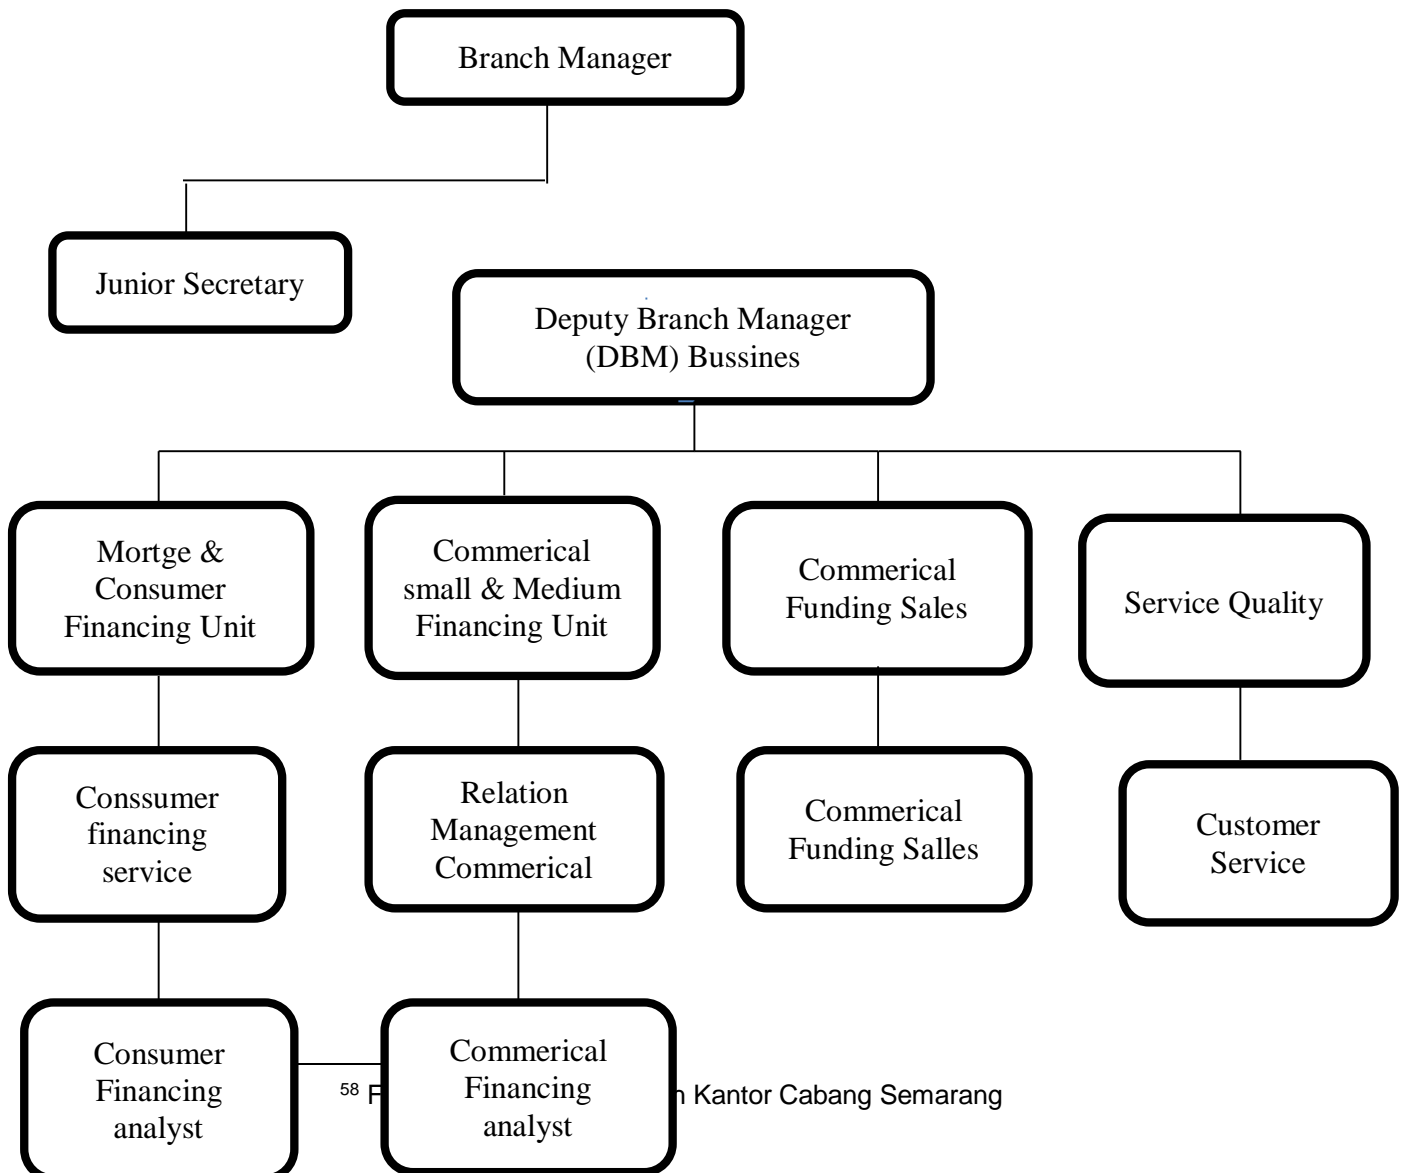 Branch Manager
Junior Secretary
Deputy Branch Manager
(DBM) Bussines
Mortge &
Consumer
Financing Unit
Commerical
small & Medium
Financing Unit
Commerical
Funding Sales
Service Quality
Conssumer
financing
service
Relation
Management
Commerical
Commerical
Funding Salles
Customer
Service
Consumer
Financing
analyst
Commerical
Financing
analyst
58 Kantor Cabang Semarang